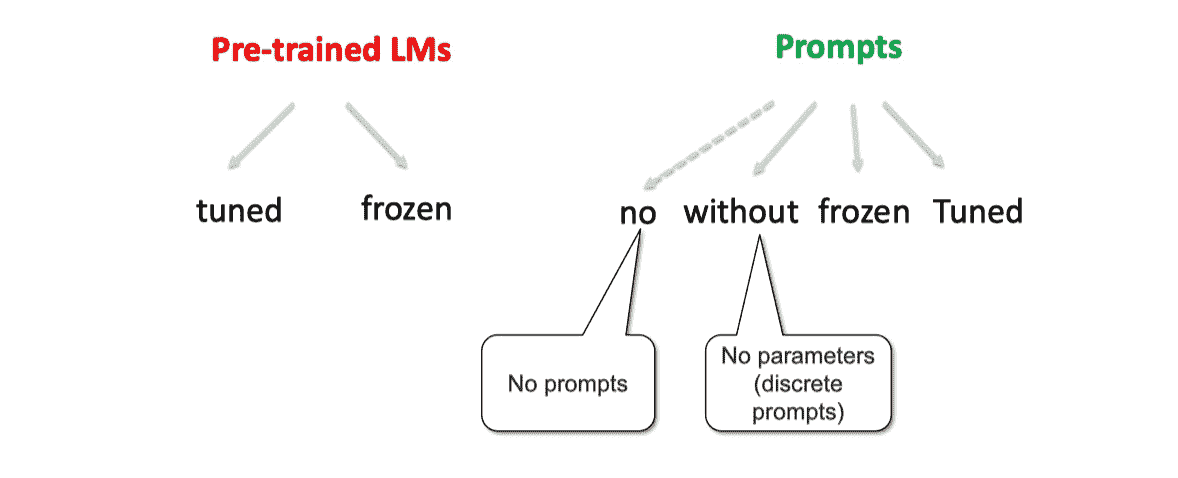 Pre-trained LMs
Prompts
tuned
frozen
no
without
frozen
Tuned
No prompts
No parameters
(discrete
prompts)